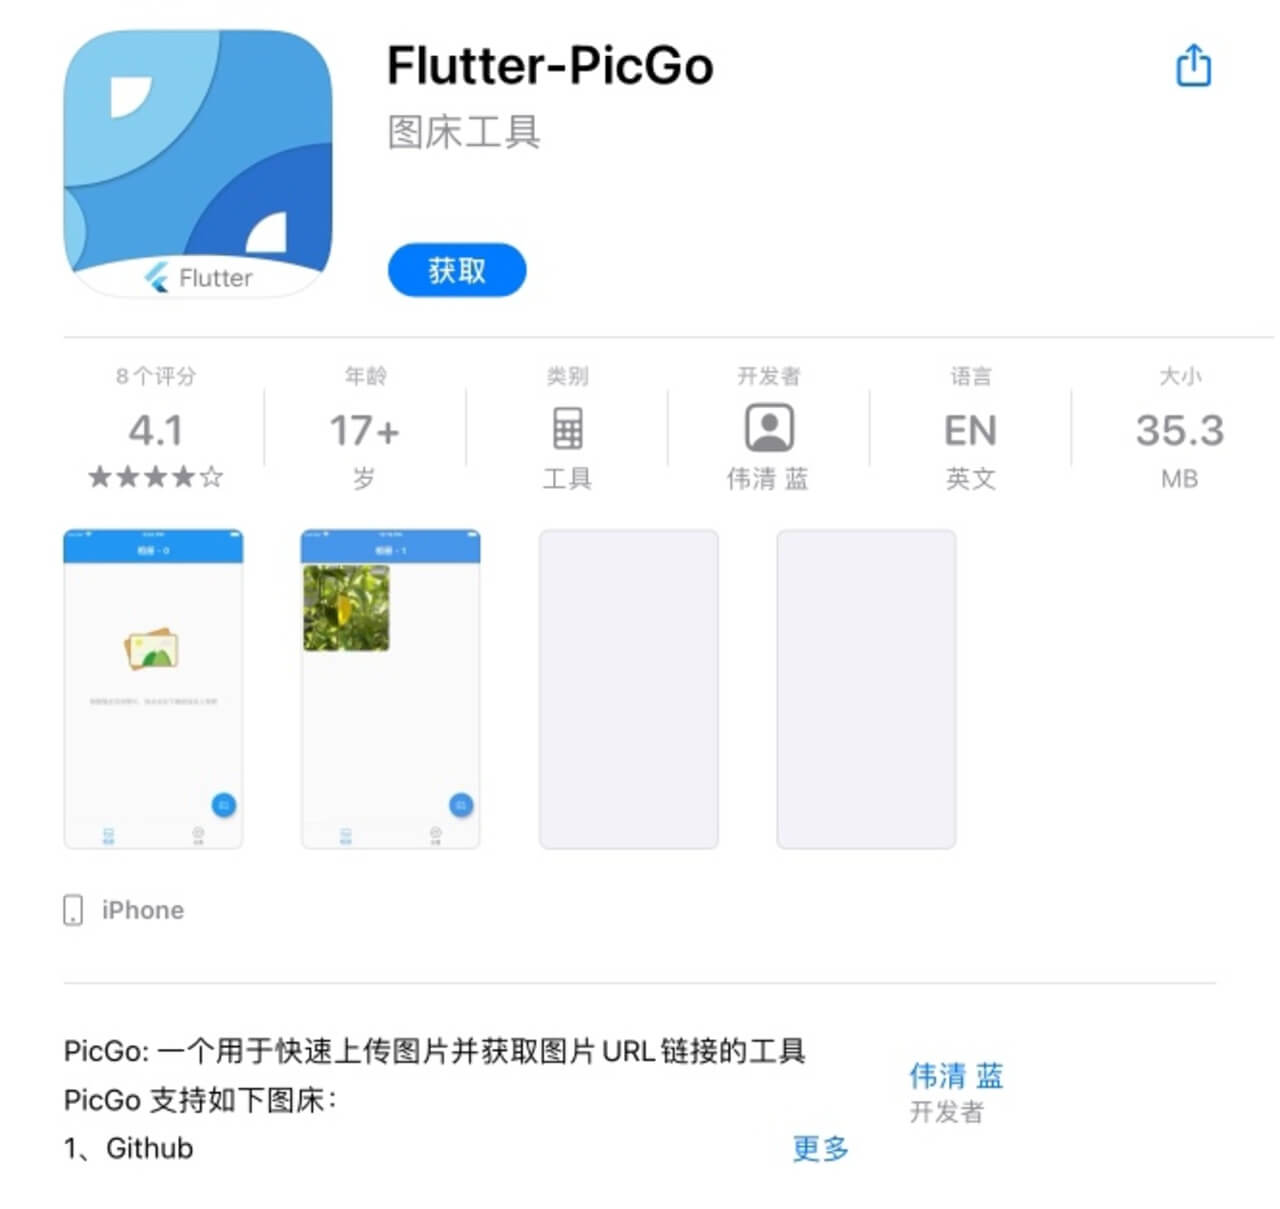 Flutter-PicGo
图床工具
Flutter
获取
8个评分
4.1
年龄
17+
岁
类别
工具
开发者
伟清 蓝
语言
EN
英文
大小
35.3
MB
相册 - 0
相册 - 1
iPhone
PicGo: 一个用于快速上传图片并获取图片URL链接的工具
PicGo 支持如下图床：
1、Github
更多
伟清 蓝
开发者